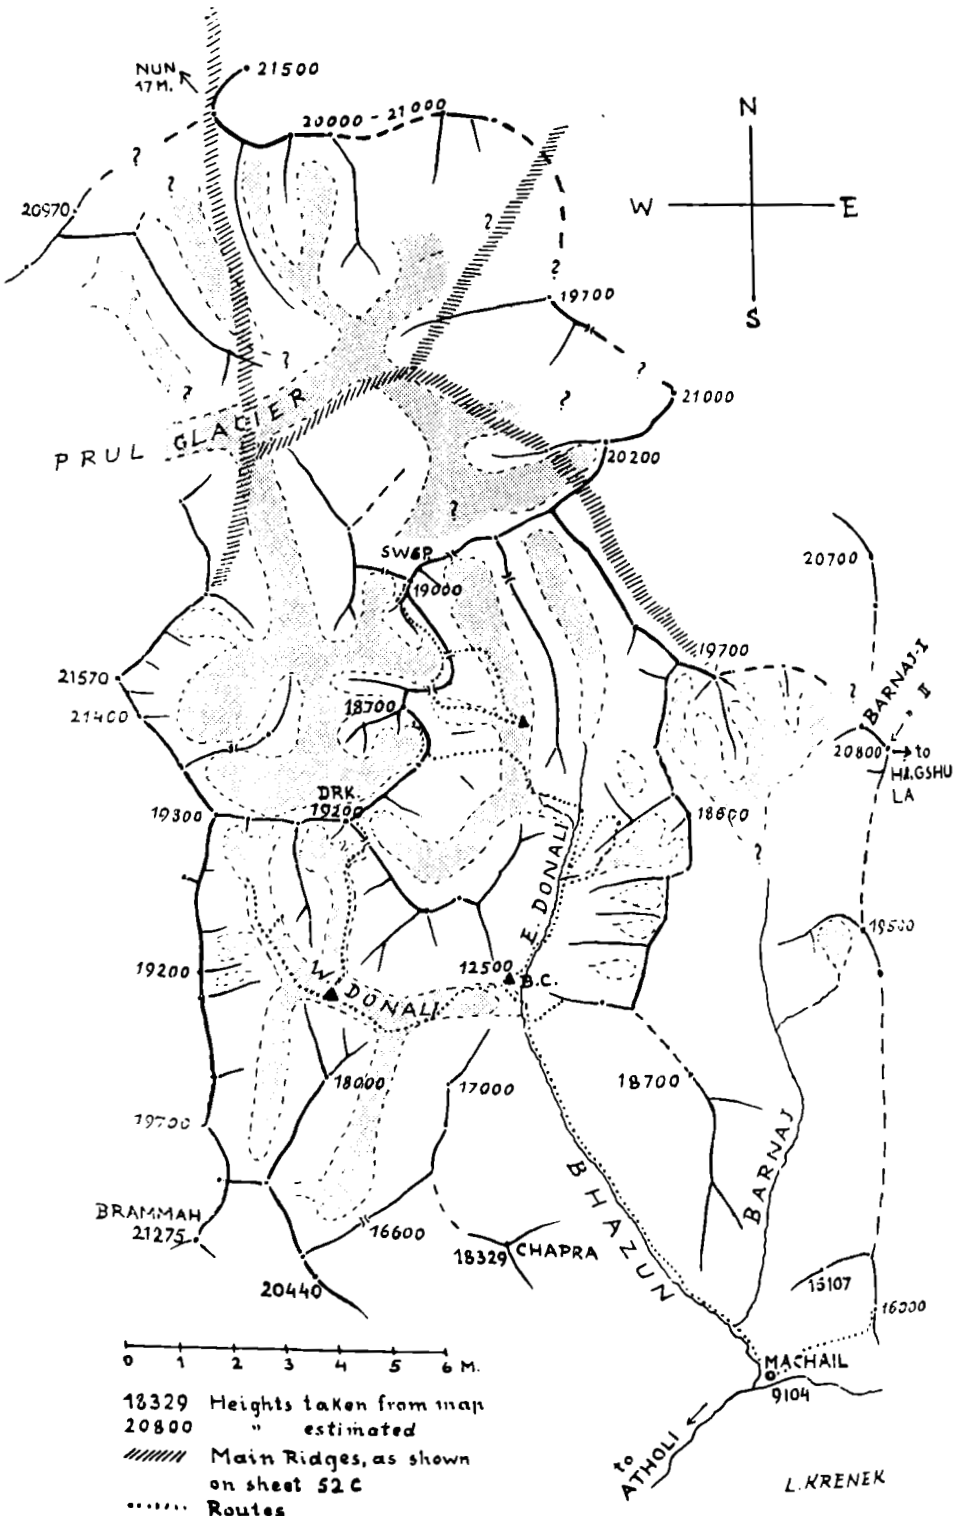 NUN
17 M.
21500
20000 - 21000
N
W E
S
?
?
20970
?
?
19700
?
?
?
?
21000
PRUL GLACIER
20200
?
SWGP
19000
20700
19700
21570
21400
18700
?
BARNAJ-I
" II
20800 → to
HAGSHU
LA
DRK
19200
19300
18600
?
E DONALI
19500
19200
12500
B.C.
W DONALI
18000
17000
18700
19700
BARNAJ
BHAZUN
BRAMMAH
21275
16600
18329 CHAPRA
20440
15107
16000
MACHAIL
9104
to
ATHOLI
0 1 2 3 4 5 6 M.
18329 Heights taken from map
20800 " estimated
Main Ridges, as shown
on sheet 52 C
Routes
L. KRENEK